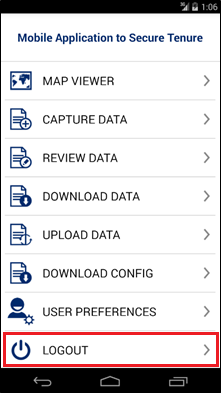 1:06
Mobile Application to Secure Tenure
MAP VIEWER
CAPTURE DATA
REVIEW DATA
DOWNLOAD DATA
UPLOAD DATA
DOWNLOAD CONFIG
USER PREFERENCES
LOGOUT